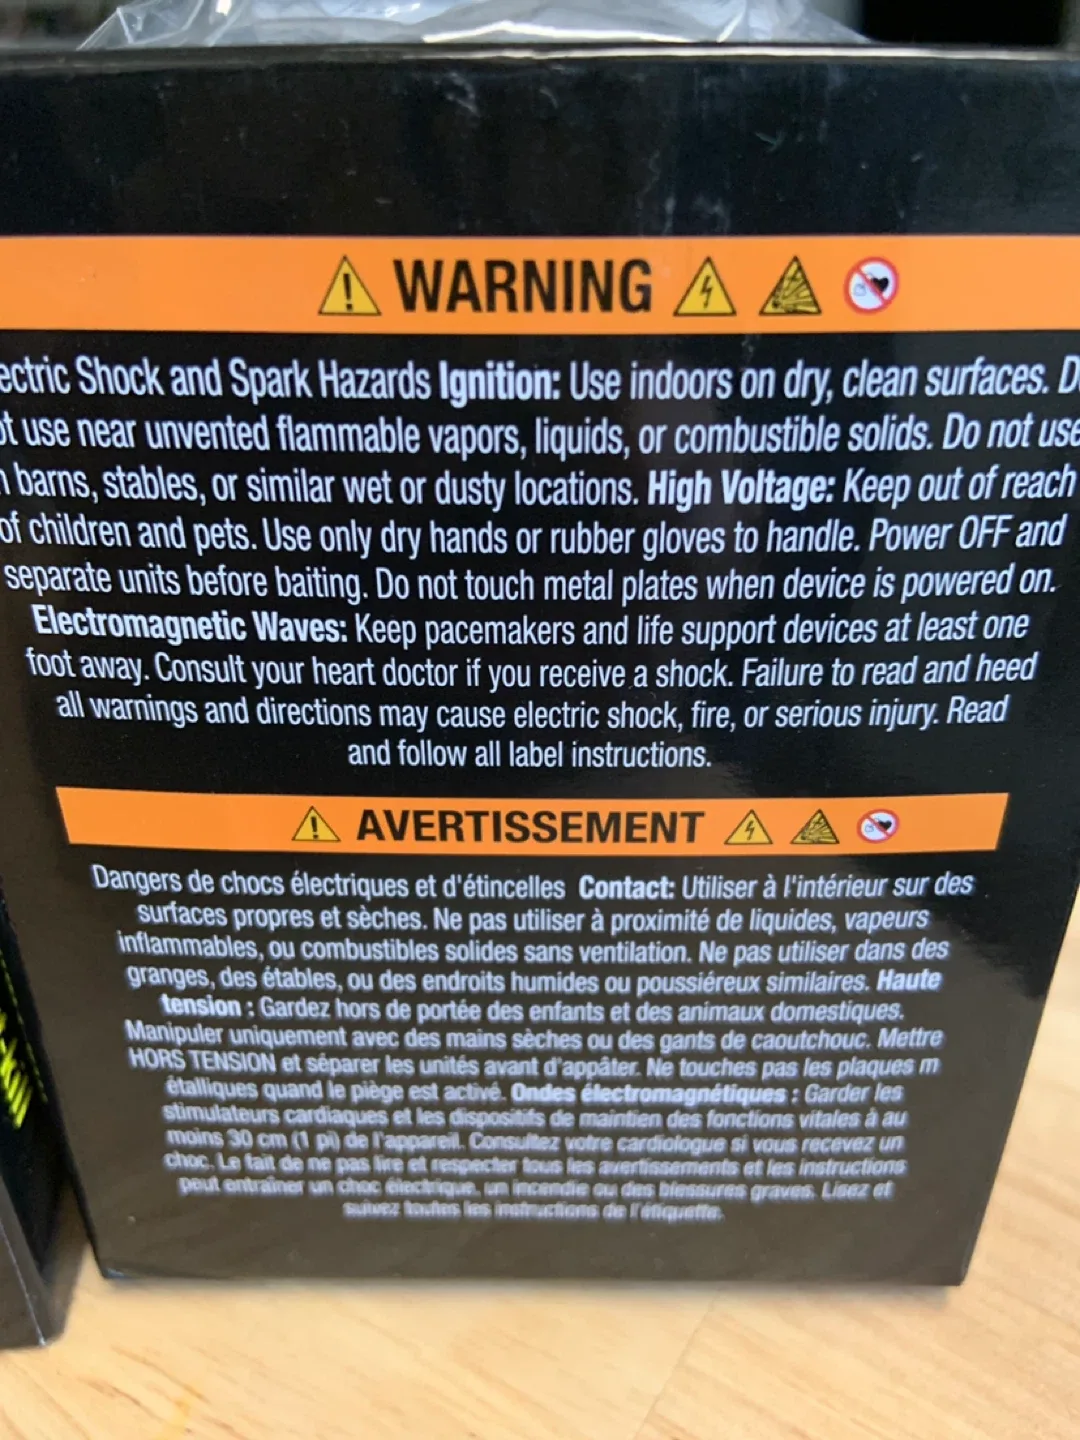 WARNING
ectric Shock and Spark Hazards Ignition: Use indoors on dry, clean surfaces. D
ot use near unvented flammable vapors, liquids, or combustible solids. Do not use
n barns, stables, or similar wet or dusty locations. High Voltage: Keep out of reach
of children and pets. Use only dry hands or rubber gloves to handle. Power OFF and
separate units before baiting. Do not touch metal plates when device is powered on.
Electromagnetic Waves: Keep pacemakers and life support devices at least one
foot away. Consult your heart doctor if you receive a shock. Failure to read and heed
all warnings and directions may cause electric shock, fire, or serious injury. Read
and follow all label instructions.
AVERTISSEMENT
Dangers de chocs électriques et d'étincelles Contact: Utiliser à l'intérieur sur des
surfaces propres et sèches. Ne pas utiliser à proximité de liquides, vapeurs
inflammables, ou combustibles solides sans ventilation. Ne pas utiliser dans des
granges, des étables, ou des endroits humides ou poussiéreux similaires. Haute
tension : Gardez hors de portée des enfants et des animaux domestiques.
Manipuler uniquement avec des mains sèches ou des gants de caoutchouc. Mettre
HORS TENSION et séparer les unités avant d'appâter. Ne touches pas les plaques m
étalliques quand le piège est activé. Ondes électromagnétiques : Garder les
stimulateurs cardiaques et les dispositifs de maintien des fonctions vitales à au
moins 30 cm (1 pi) de l'appareil. Consultez votre cardiologue si vous recevez un
choc. Le fait de ne pas lire et respecter tous les avertissements et les instructions
peut entraîner un choc électrique, un incendie ou des blessures graves. Lisez et
suivez toutes les instructions de l'étiquette.